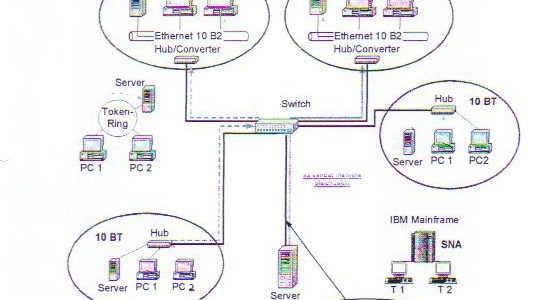 Ethernet 10 B2
Hub/Converter
Ethernet 10 B2
Hub/Converter
Server
Token-
Ring
PC 1
PC 2
Switch
Hub
10 BT
Server
PC 1
PC2
IBM Mainframe
SNA
T 1
T 2
10 BT
Hub
Server
PC 1
PC 2
Server